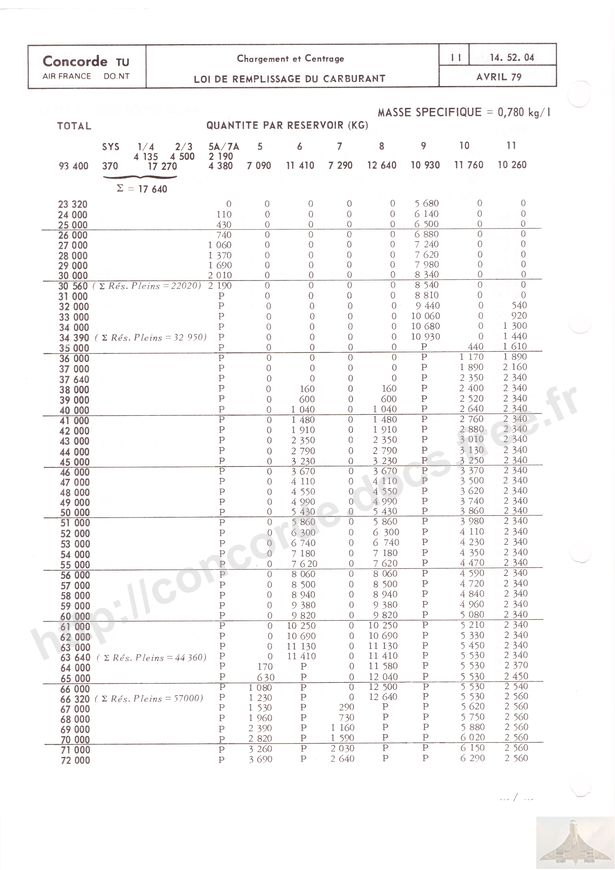 Concorde TU
AIR FRANCE DO.NT
Chargement et Centrage
LOI DE REMPLISSAGE DU CARBURANT
11 14. 52. 04
AVRIL 79
MASSE SPECIFIQUE = 0,780 kg/l
TOTAL QUANTITE PAR RESERVOIR (KG)
SYS 1/4 2/3 5A/7A 5 6 7 8 9 10 11
4 135 4 500 2 190
93 400 370 17 270 4 380 7 090 11 410 7 290 12 640 10 930 11 760 10 260
Σ = 17 640
23 320 0 0 0 0 0 5 680 0 0
24 000 110 0 0 0 0 6 140 0 0
25 000 430 0 0 0 0 6 500 0 0
26 000 740 0 0 0 0 6 880 0 0
27 000 1 060 0 0 0 0 7 240 0 0
28 000 1 370 0 0 0 0 7 620 0 0
29 000 1 690 0 0 0 0 7 980 0 0
30 000 2 010 0 0 0 0 8 340 0 0
30 560 ( Σ Rés. Pleins = 22020) 2 190 0 0 0 0 8 540 0 0
31 000 P 0 0 0 0 8 810 0 0
32 000 P 0 0 0 0 9 440 0 540
33 000 P 0 0 0 0 10 060 0 920
34 000 P 0 0 0 0 10 680 0 1 300
34 390 ( Σ Rés. Pleins = 32 950) P 0 0 0 0 10 930 0 1 440
35 000 P 0 0 0 0 P 440 1 610
36 000 P 0 0 0 0 P 1 170 1 890
37 000 P 0 0 0 0 P 1 890 2 160
37 640 P 0 0 0 0 P 2 350 2 340
38 000 P 0 160 0 160 P 2 400 2 340
39 000 P 0 600 0 600 P 2 520 2 340
40 000 P 0 1 040 0 1 040 P 2 640 2 340
41 000 P 0 1 480 0 1 480 P 2 760 2 340
42 000 P 0 1 910 0 1 910 P 2 880 2 340
43 000 P 0 2 350 0 2 350 P 3 010 2 340
44 000 P 0 2 790 0 2 790 P 3 130 2 340
45 000 P 0 3 230 0 3 230 P 3 250 2 340
46 000 P 0 3 670 0 3 670 P 3 370 2 340
47 000 P 0 4 110 0 4 110 P 3 500 2 340
48 000 P 0 4 550 0 4 550 P 3 620 2 340
49 000 P 0 4 990 0 4 990 P 3 740 2 340
50 000 P 0 5 430 0 5 430 P 3 860 2 340
51 000 P 0 5 860 0 5 860 P 3 980 2 340
52 000 P 0 6 300 0 6 300 P 4 110 2 340
53 000 P 0 6 740 0 6 740 P 4 230 2 340
54 000 P 0 7 180 0 7 180 P 4 350 2 340
55 000 P 0 7 620 0 7 620 P 4 470 2 340
56 000 P 0 8 060 0 8 060 P 4 590 2 340
57 000 P 0 8 500 0 8 500 P 4 720 2 340
58 000 P 0 8 940 0 8 940 P 4 840 2 340
59 000 P 0 9 380 0 9 380 P 4 960 2 340
60 000 P 0 9 820 0 9 820 P 5 080 2 340
61 000 P 0 10 250 0 10 250 P 5 210 2 340
62 000 P 0 10 690 0 10 690 P 5 330 2 340
63 000 P 0 11 130 0 11 130 P 5 450 2 340
63 640 ( Σ Rés. Pleins = 44 360) P 0 11 410 0 11 410 P 5 530 2 340
64 000 P 170 P 0 11 580 P 5 530 2 370
65 000 P 630 P 0 12 040 P 5 530 2 450
66 000 P 1 080 P 0 12 500 P 5 530 2 540
66 320 ( Σ Rés. Pleins = 57000) P 1 230 P 0 12 640 P 5 530 2 560
67 000 P 1 530 P 290 P P 5 620 2 560
68 000 P 1 960 P 730 P P 5 750 2 560
69 000 P 2 390 P 1 160 P P 5 880 2 560
70 000 P 2 820 P 1 590 P P 6 020 2 560
71 000 P 3 260 P 2 030 P P 6 150 2 560
72 000 P 3 690 P 2 640 P P 6 290 2 560
... / ...
http://concorde.docs.free.fr